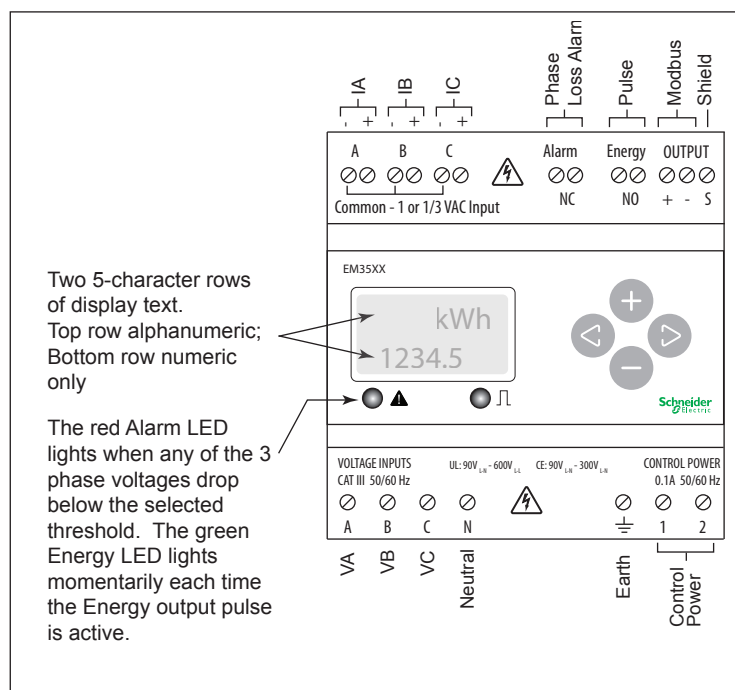 IA
IB
IC
Phase
Loss Alarm
Pulse
Modbus
Shield
- + - + - +
A B C Alarm Energy OUTPUT
NC NO + - S
Common - 1 or 1/3 VAC Input
EM35XX
kWh
1234.5
Schneider
Electric
Two 5-character rows
of display text.
Top row alphanumeric;
Bottom row numeric
only
The red Alarm LED
lights when any of the 3
phase voltages drop
below the selected
threshold. The green
Energy LED lights
momentarily each time
the Energy output pulse
is active.
VOLTAGE INPUTS
CAT III 50/60 Hz
UL: 90V L-N - 600V L-L
CE: 90V L-N - 300V L-N
CONTROL POWER
0.1A 50/60 Hz
A B C N 1 2
VA
VB
VC
Neutral
Earth
Control
Power